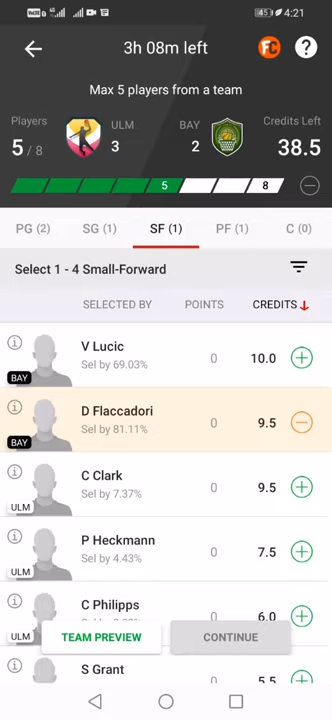 4:21
3h 08m left
FC
?
Max 5 players from a team
Players
5 / 8
ULM
3
BAY
2
Credits Left
38.5
5
8
PG (2) SG (1) SF (1) PF (1) C (0)
Select 1 - 4 Small-Forward
SELECTED BY POINTS CREDITS
V Lucic
Sel by 69.03%
0
10.0
BAY
D Flaccadori
Sel by 81.11%
0
9.5
BAY
C Clark
Sel by 7.37%
0
9.5
ULM
P Heckmann
Sel by 4.43%
0
7.5
ULM
C Philipps
0
6.0
ULM
TEAM PREVIEW
CONTINUE
S Grant
5.5